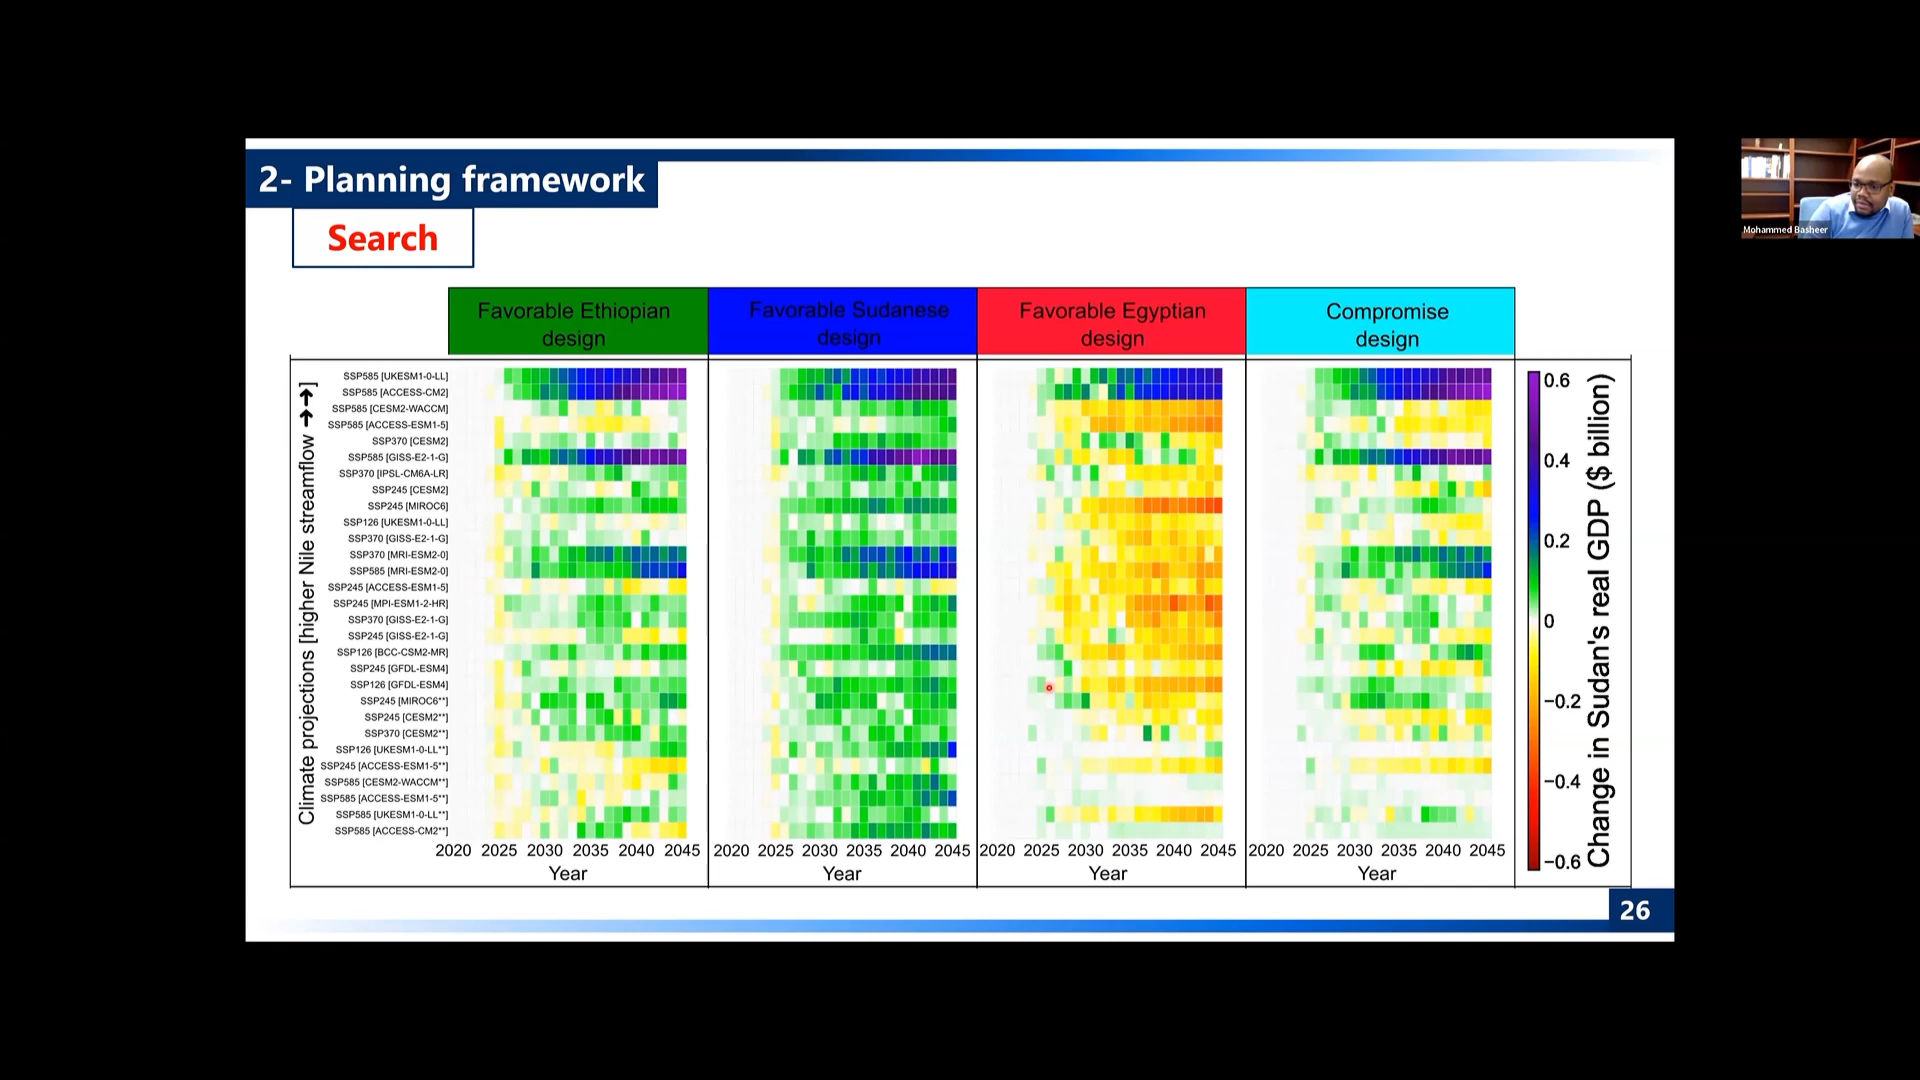 2- Planning framework
Search
Mohammed Basheer
Favorable Ethiopian
design
Favorable Sudanese
design
Favorable Egyptian
design
Compromise
design
Climate projections [higher Nile streamflow →→]
SSP585 [UKESM1-0-LL]
SSP585 [ACCESS-CM2]
SSP585 [CESM2-WACCM]
SSP585 [ACCESS-ESM1-5]
SSP370 [CESM2]
SSP585 [GISS-E2-1-G]
SSP370 [IPSL-CM6A-LR]
SSP245 [CESM2]
SSP245 [MIROC6]
SSP126 [UKESM1-0-LL]
SSP370 [GISS-E2-1-G]
SSP370 [MRI-ESM2-0]
SSP585 [MRI-ESM2-0]
SSP245 [ACCESS-ESM1-5]
SSP245 [MPI-ESM1-2-HR]
SSP370 [GISS-E2-1-G]
SSP245 [GISS-E2-1-G]
SSP126 [BCC-CSM2-MR]
SSP245 [GFDL-ESM4]
SSP126 [GFDL-ESM4]
SSP245 [MIROC6**]
SSP245 [CESM2**]
SSP370 [CESM2**]
SSP126 [UKESM1-0-LL**]
SSP245 [ACCESS-ESM1-5**]
SSP585 [CESM2-WACCM**]
SSP585 [ACCESS-ESM1-5**]
SSP585 [UKESM1-0-LL**]
SSP585 [ACCESS-CM2**]
2020 2025 2030 2035 2040 2045
Year
2020 2025 2030 2035 2040 2045
Year
2020 2025 2030 2035 2040 2045
Year
2020 2025 2030 2035 2040 2045
Year
0.6
0.4
0.2
0
−0.2
−0.4
−0.6
Change in Sudan's real GDP ($ billion)
26